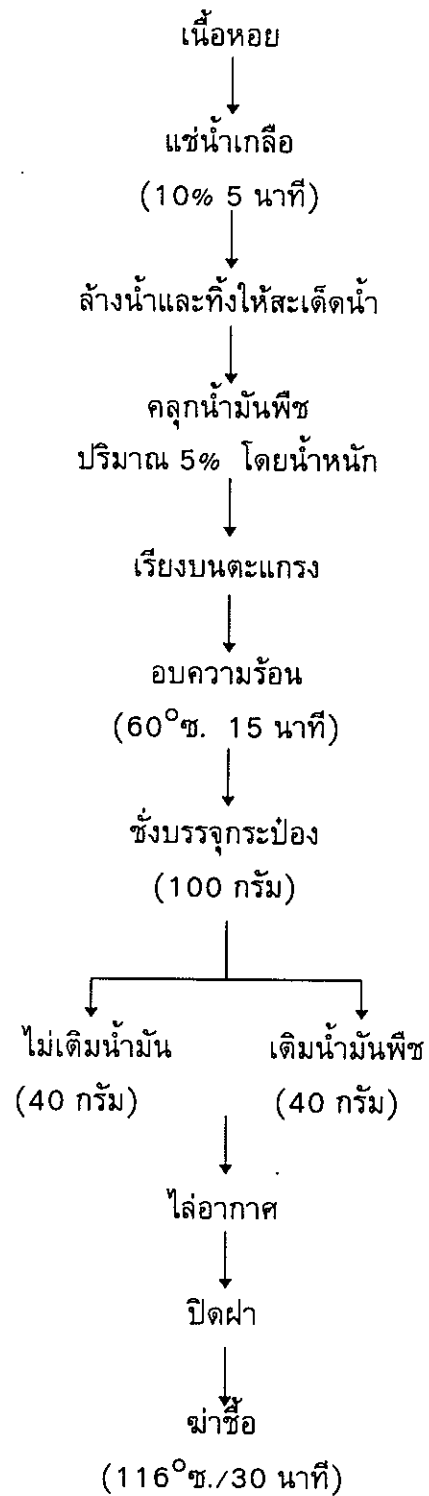 เนื้อหอย
แช่น้ำเกลือ
(10% 5 นาที)
ล้างน้ำและทิ้งให้สะเด็ดน้ำ
คลุกน้ำมันพืช
ปริมาณ 5% โดยน้ำหนัก
เรียงบนตะแกรง
อบความร้อน
(60°ซ. 15 นาที)
ชั่งบรรจุกระป๋อง
(100 กรัม)
ไม่เติมน้ำมัน เติมน้ำมันพืช
(40 กรัม) (40 กรัม)
ไล่อากาศ
ปิดฝา
ฆ่าชื้อ
(116°ซ./30 นาที)